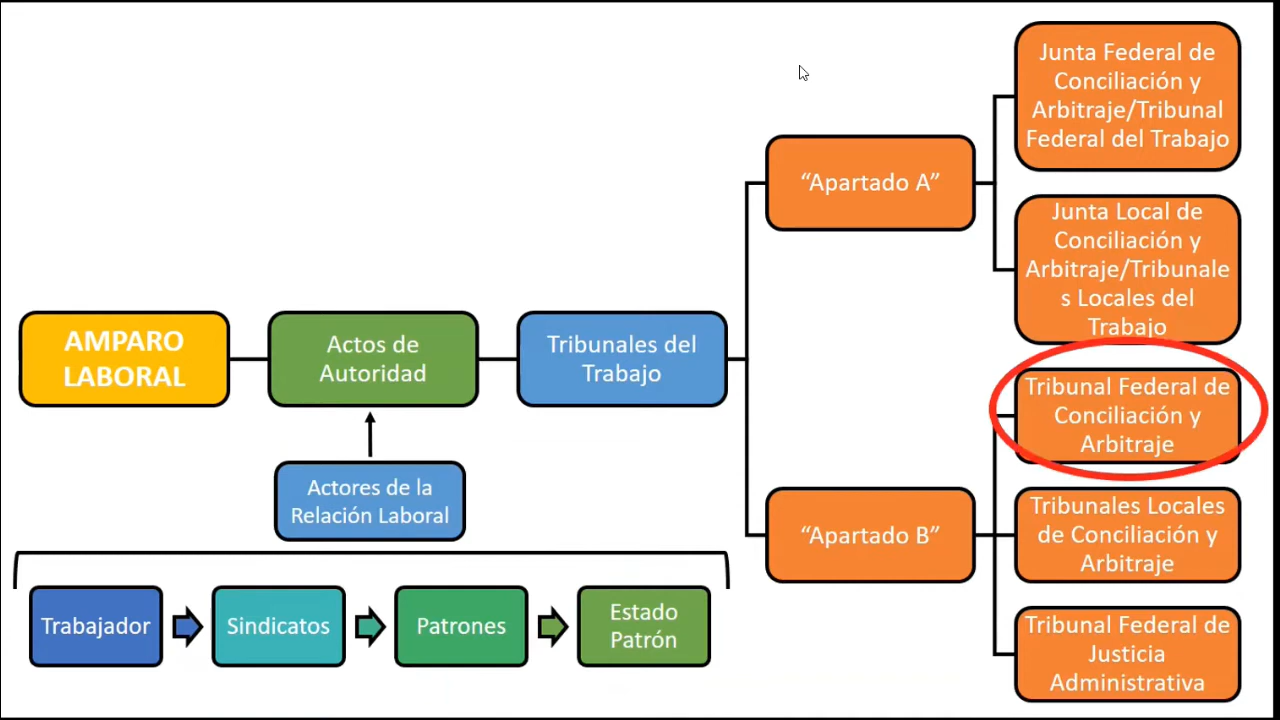 AMPARO
LABORAL
Actos de
Autoridad
Tribunales del
Trabajo
Actores de la
Relación Laboral
Trabajador
Sindicatos
Patrones
Estado
Patrón
“Apartado A”
Junta Federal de
Conciliación y
Arbitraje/Tribunal
Federal del Trabajo
Junta Local de
Conciliación y
Arbitraje/Tribunale
s Locales del
Trabajo
“Apartado B”
Tribunal Federal de
Conciliación y
Arbitraje
Tribunales Locales
de Conciliación y
Arbitraje
Tribunal Federal de
Justicia
Administrativa